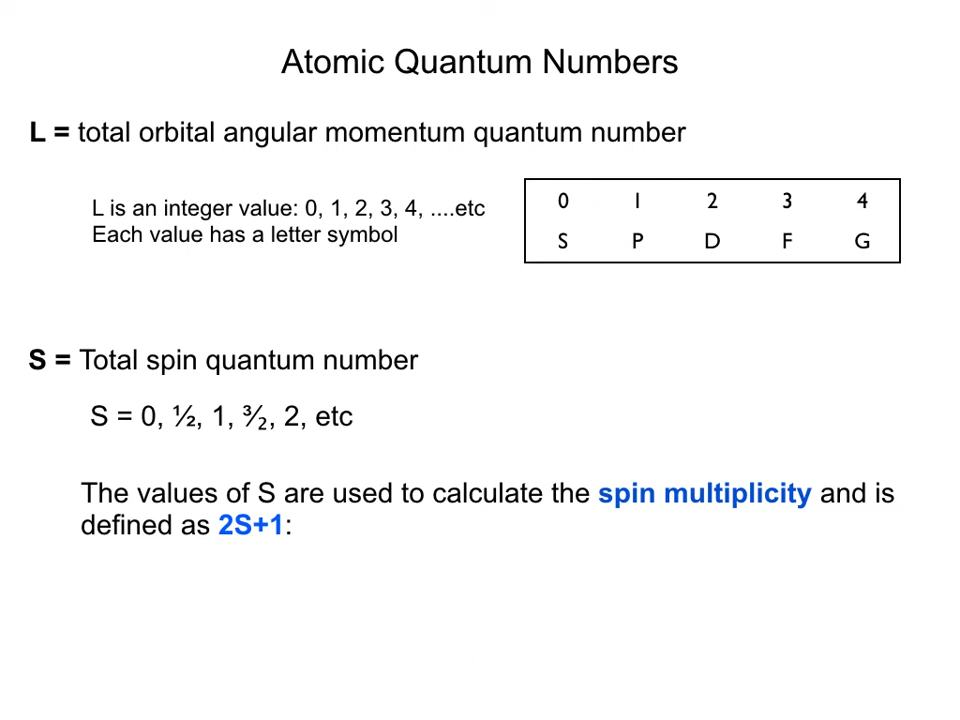 Atomic Quantum Numbers
L = total orbital angular momentum quantum number
L is an integer value: 0, 1, 2, 3, 4, ....etc
Each value has a letter symbol
0 1 2 3 4
S P D F G
S = Total spin quantum number
S = 0, ½, 1, ³⁄₂, 2, etc
The values of S are used to calculate the spin multiplicity and is
defined as 2S+1: